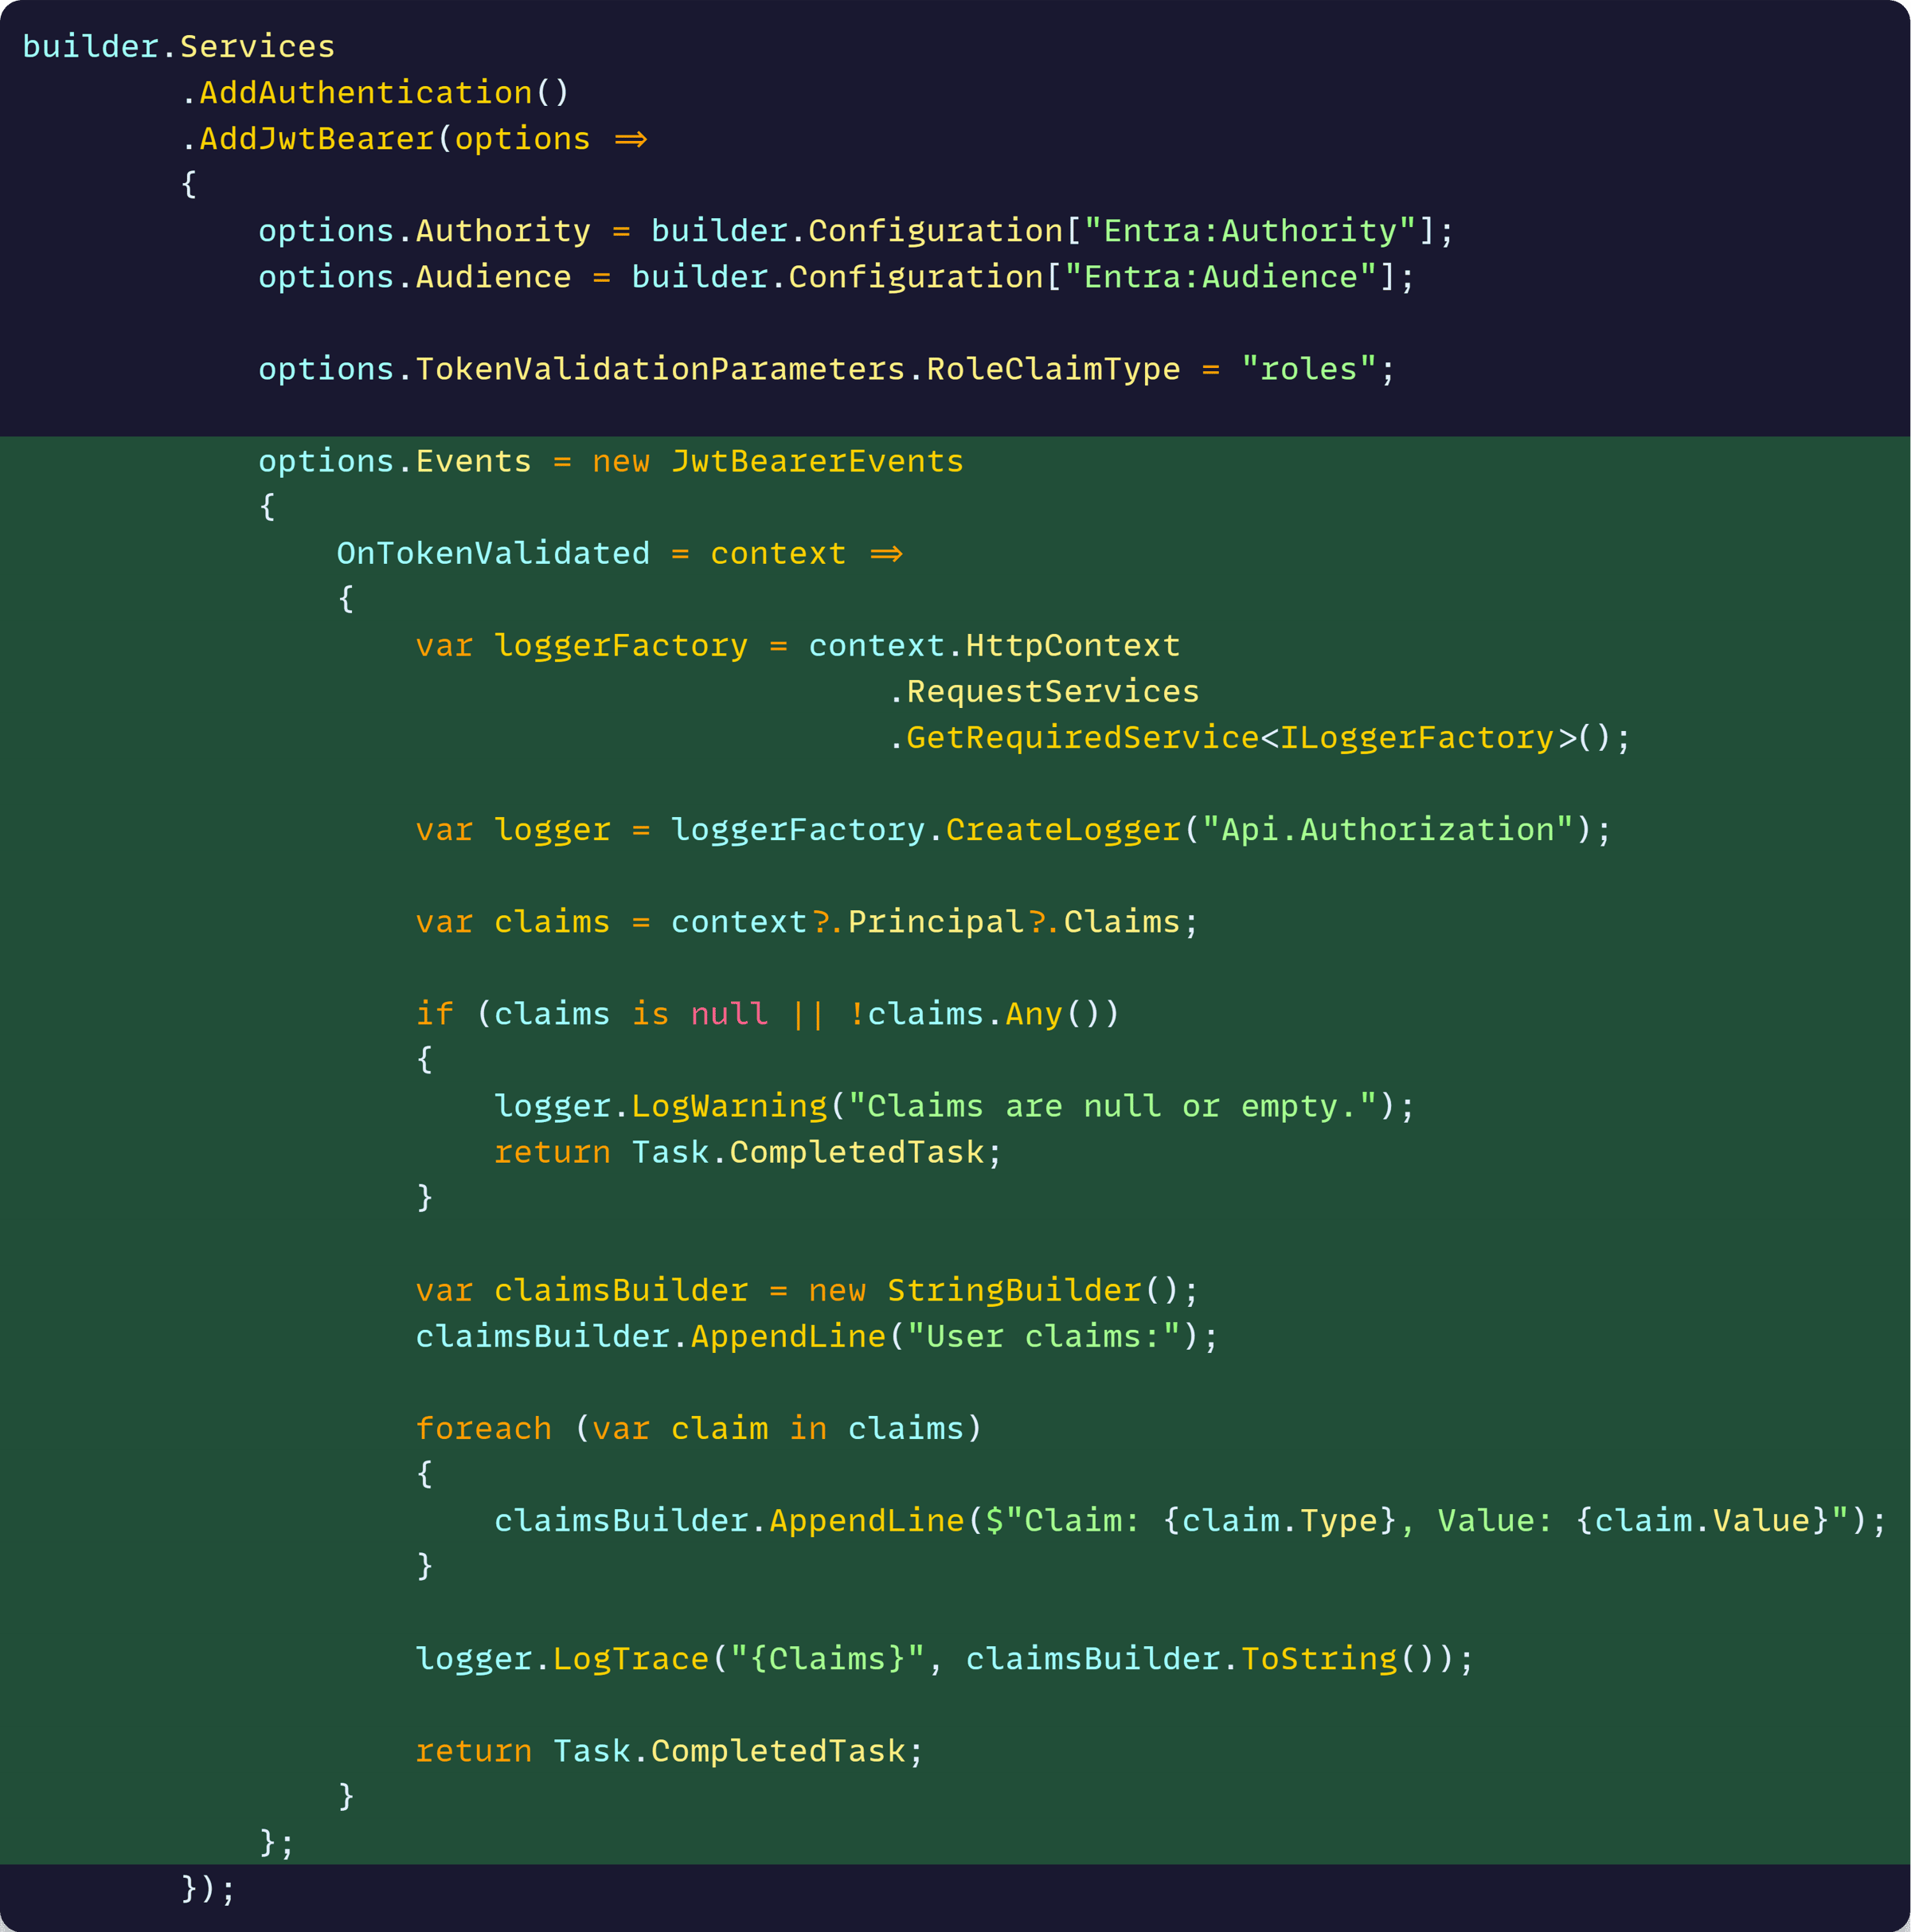 builder.Services
        .AddAuthentication()
        .AddJwtBearer(options =>
        {
            options.Authority = builder.Configuration["Entra:Authority"];
            options.Audience = builder.Configuration["Entra:Audience"];

            options.TokenValidationParameters.RoleClaimType = "roles";

            options.Events = new JwtBearerEvents
            {
                OnTokenValidated = context =>
                {
                    var loggerFactory = context.HttpContext
                                            .RequestServices
                                            .GetRequiredService<ILoggerFactory>();

                    var logger = loggerFactory.CreateLogger("Api.Authorization");

                    var claims = context?.Principal?.Claims;

                    if (claims is null || !claims.Any())
                    {
                        logger.LogWarning("Claims are null or empty.");
                        return Task.CompletedTask;
                    }

                    var claimsBuilder = new StringBuilder();
                    claimsBuilder.AppendLine("User claims:");

                    foreach (var claim in claims)
                    {
                        claimsBuilder.AppendLine($"Claim: {claim.Type}, Value: {claim.Value}");
                    }

                    logger.LogTrace("{Claims}", claimsBuilder.ToString());

                    return Task.CompletedTask;
                }
            };
        });